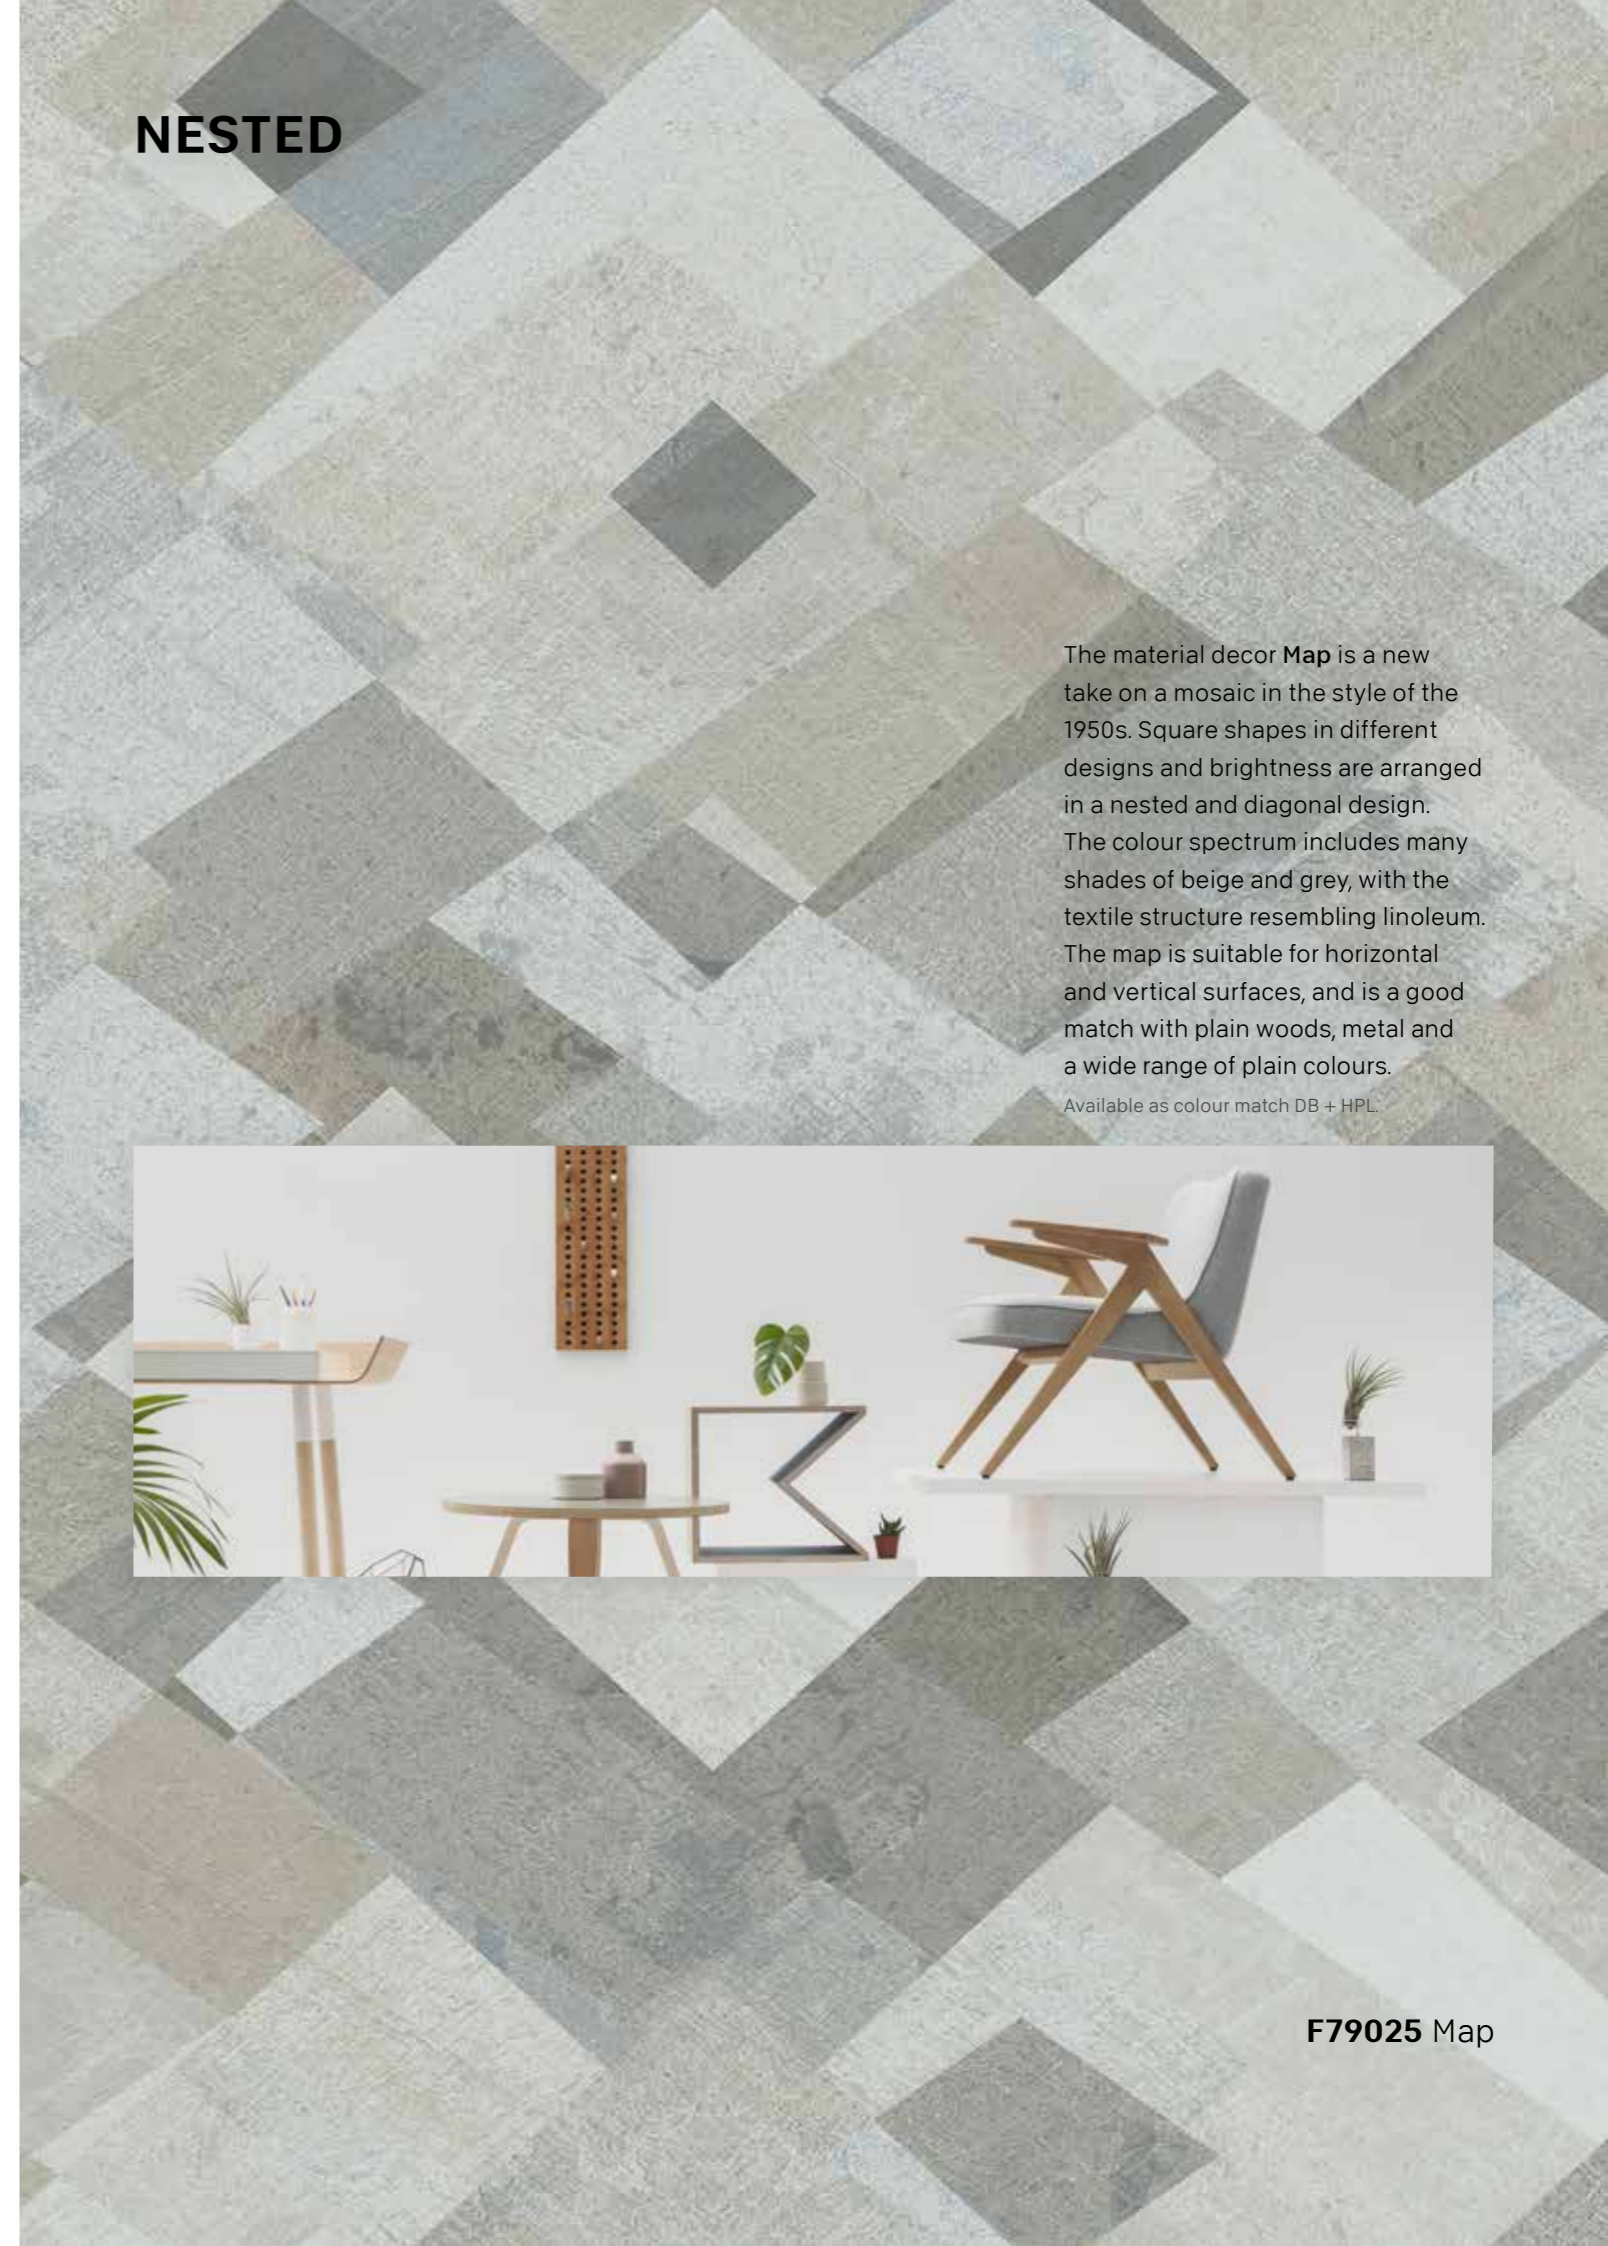 NESTED
The material decor Map is a new
take on a mosaic in the style of the
1950s. Square shapes in different
designs and brightness are arranged
in a nested and diagonal design.
The colour spectrum includes many
shades of beige and grey, with the
textile structure resembling linoleum.
The map is suitable for horizontal
and vertical surfaces, and is a good
match with plain woods, metal and
a wide range of plain colours.
Available as colour match DB + HPL.
F79025 Map